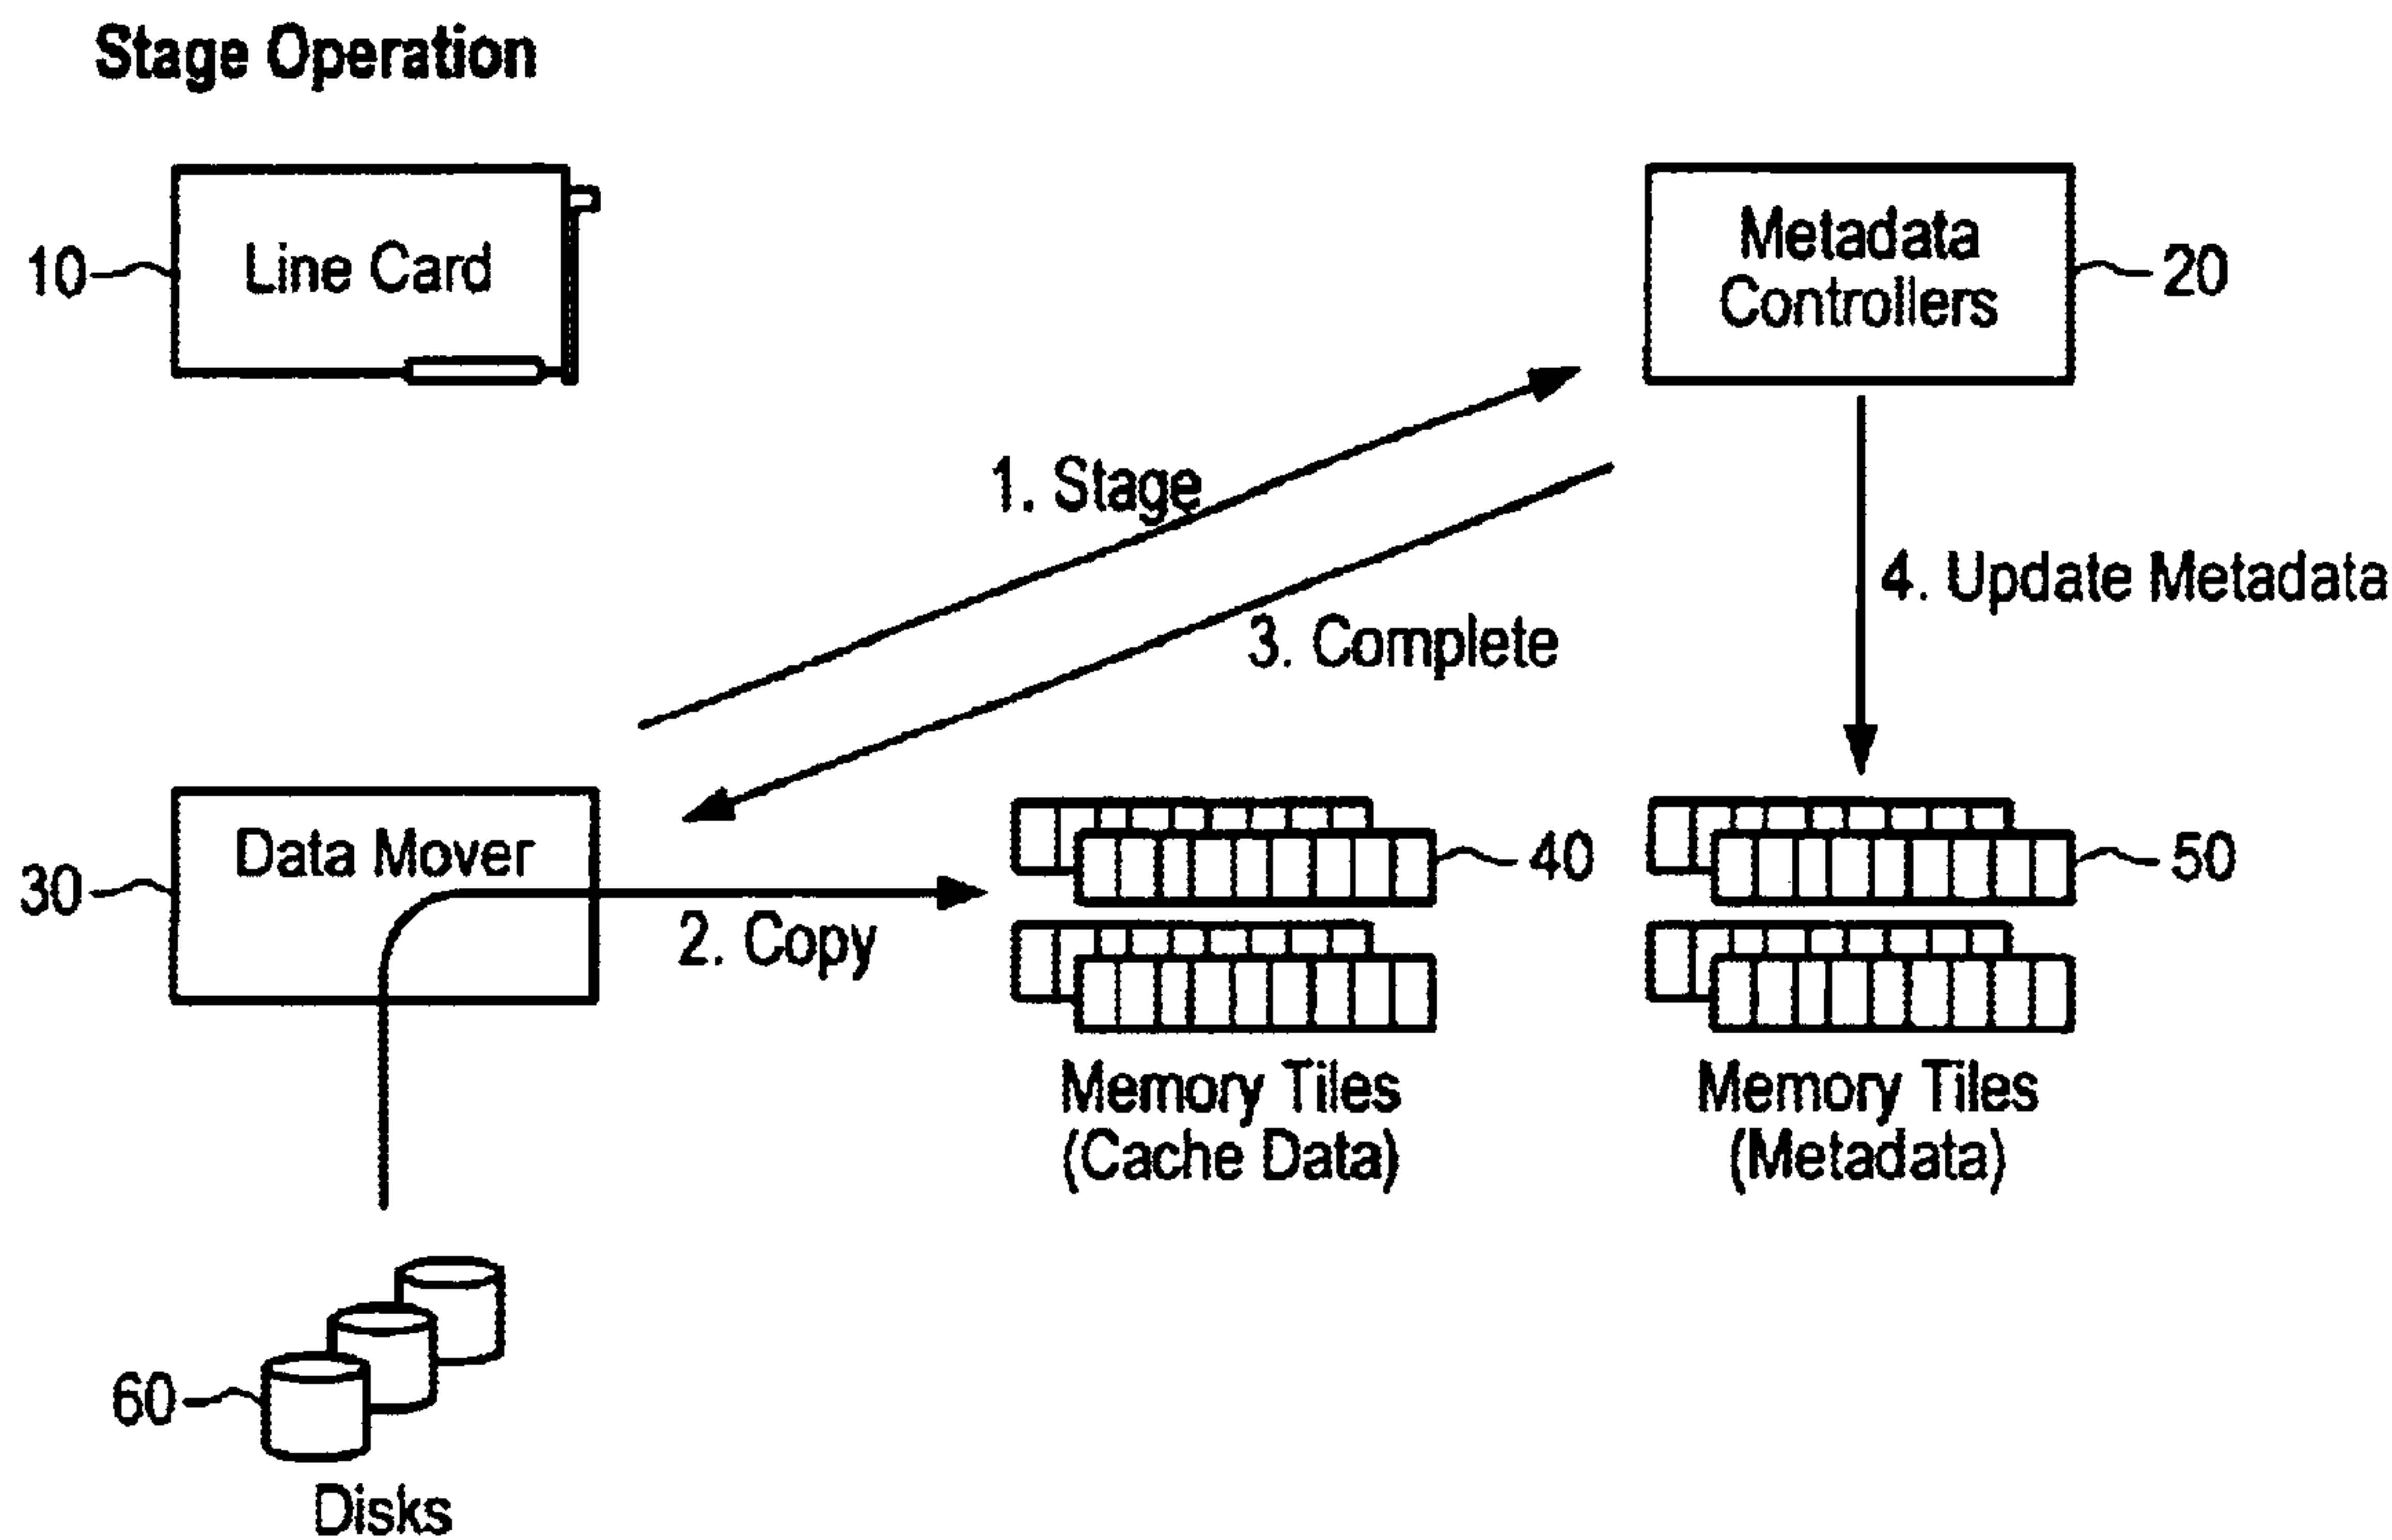 Stage Operation
10
Line Card
Metadata
Controllers
20
1. Stage
3. Complete
4. Update Metadata
30
Data Mover
2. Copy
40
50
Memory Tiles
(Cache Data)
Memory Tiles
(Metadata)
60
Disks